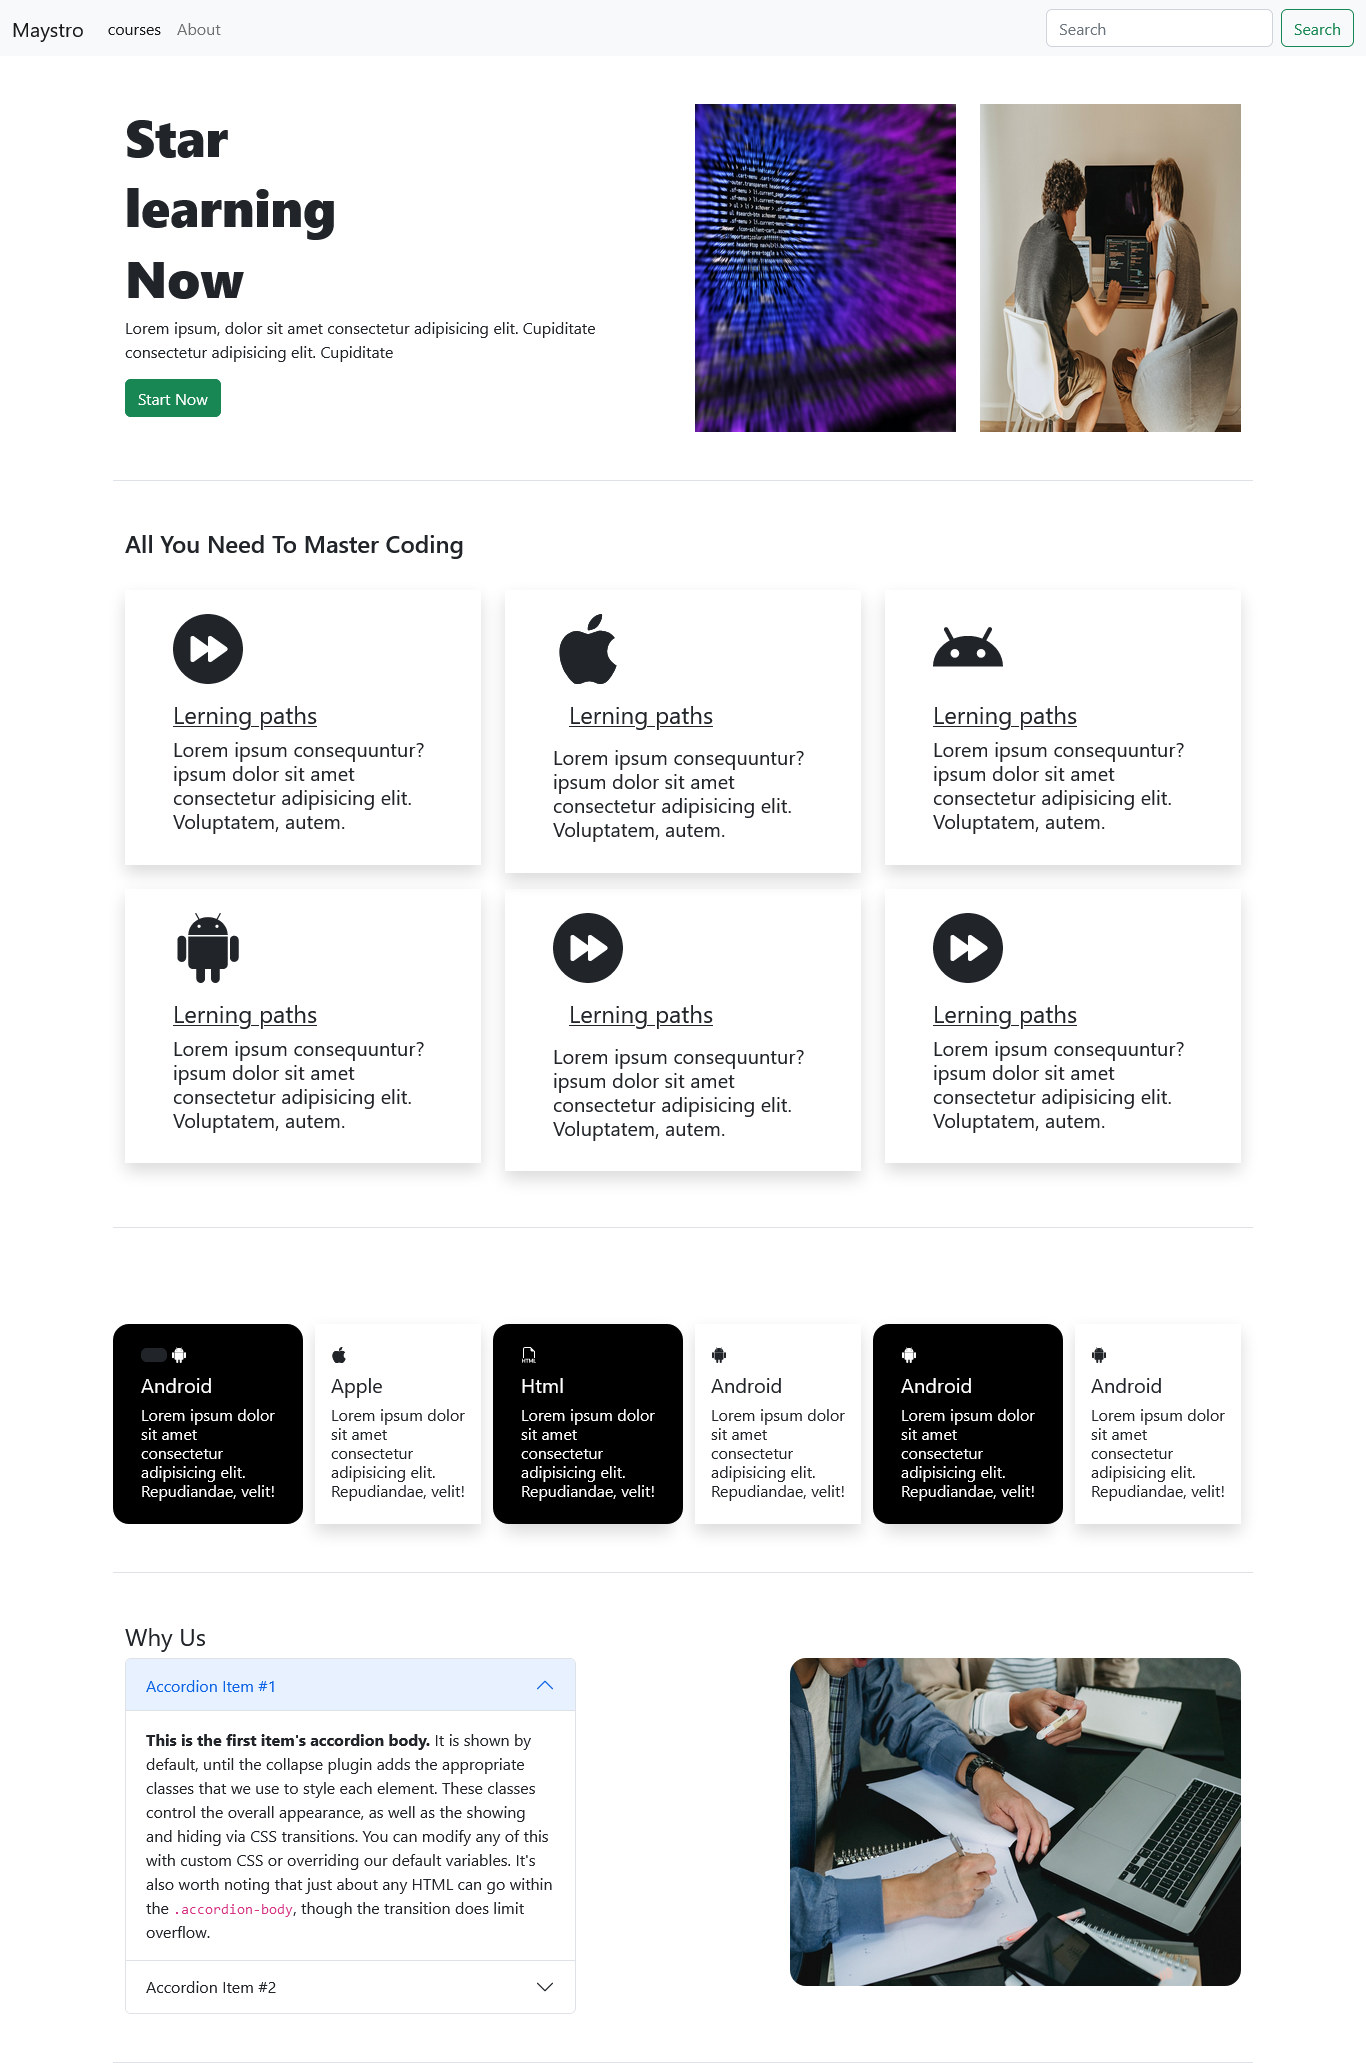 Maystro courses About Search Search
Star
learning
Now
Lorem ipsum, dolor sit amet consectetur adipisicing elit. Cupiditate
consectetur adipisicing elit. Cupiditate
Start Now
All You Need To Master Coding
Lerning paths
Lorem ipsum consequuntur?
ipsum dolor sit amet
consectetur adipisicing elit.
Voluptatem, autem.
Lerning paths
Lorem ipsum consequuntur?
ipsum dolor sit amet
consectetur adipisicing elit.
Voluptatem, autem.
Lerning paths
Lorem ipsum consequuntur?
ipsum dolor sit amet
consectetur adipisicing elit.
Voluptatem, autem.
Lerning paths
Lorem ipsum consequuntur?
ipsum dolor sit amet
consectetur adipisicing elit.
Voluptatem, autem.
Lerning paths
Lorem ipsum consequuntur?
ipsum dolor sit amet
consectetur adipisicing elit.
Voluptatem, autem.
Lerning paths
Lorem ipsum consequuntur?
ipsum dolor sit amet
consectetur adipisicing elit.
Voluptatem, autem.
Android
Lorem ipsum dolor
sit amet
consectetur
adipisicing elit.
Repudiandae, velit!
Apple
Lorem ipsum dolor
sit amet
consectetur
adipisicing elit.
Repudiandae, velit!
HTML
Html
Lorem ipsum dolor
sit amet
consectetur
adipisicing elit.
Repudiandae, velit!
Android
Lorem ipsum dolor
sit amet
consectetur
adipisicing elit.
Repudiandae, velit!
Android
Lorem ipsum dolor
sit amet
consectetur
adipisicing elit.
Repudiandae, velit!
Android
Lorem ipsum dolor
sit amet
consectetur
adipisicing elit.
Repudiandae, velit!
Why Us
Accordion Item #1
This is the first item's accordion body. It is shown by
default, until the collapse plugin adds the appropriate
classes that we use to style each element. These classes
control the overall appearance, as well as the showing
and hiding via CSS transitions. You can modify any of this
with custom CSS or overriding our default variables. It's
also worth noting that just about any HTML can go within
the .accordion-body, though the transition does limit
overflow.
Accordion Item #2